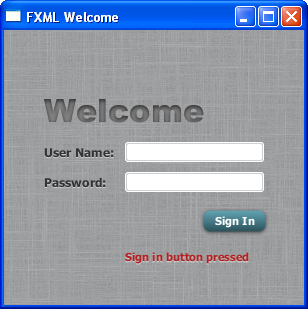 FXML Welcome
Welcome
User Name:
Password:
Sign In
Sign in button pressed